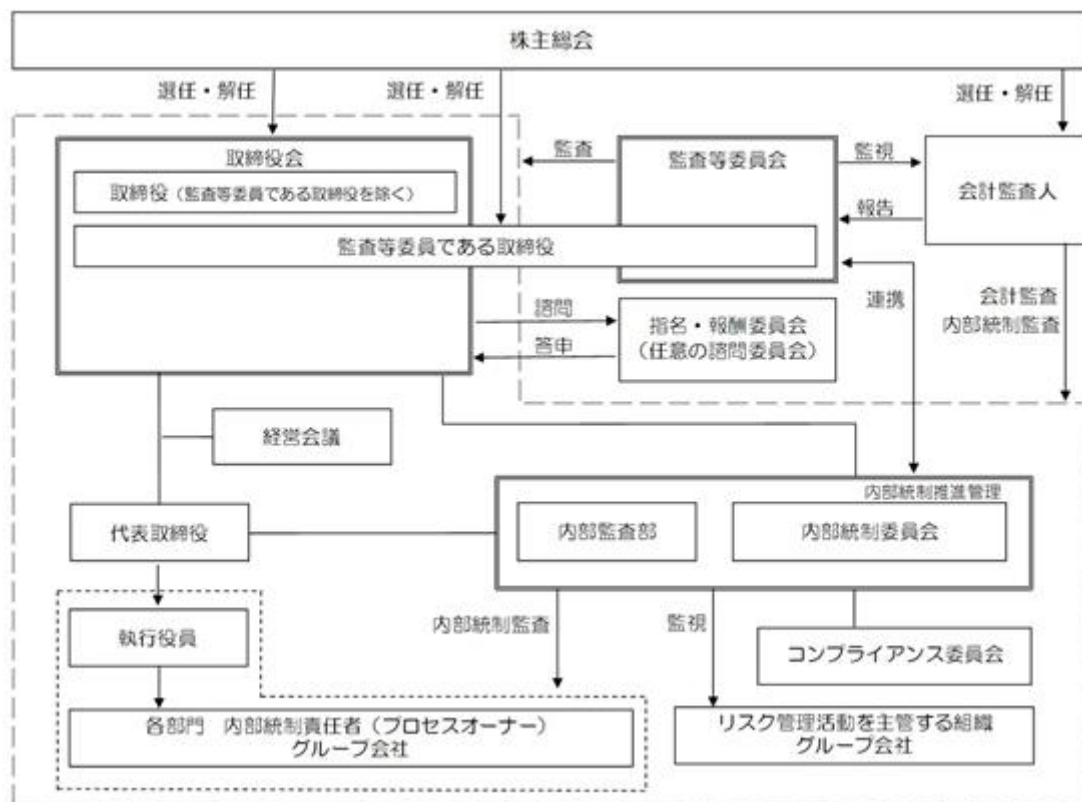 株主総会
選任・解任
選任・解任
選任・解任
取締役会
取締役（監査等委員である取締役を除く）
監査等委員である取締役
監査
監査等委員会
監視
報告
会計監査人
諮問
答申
指名・報酬委員会
（任意の諮問委員会）
連携
会計監査
内部統制監査
経営会議
代表取締役
内部統制推進管理
内部監査部
内部統制委員会
執行役員
内部統制監査
監視
コンプライアンス委員会
各部門　内部統制責任者（プロセスオーナー）
グループ会社
リスク管理活動を主管する組織
グループ会社